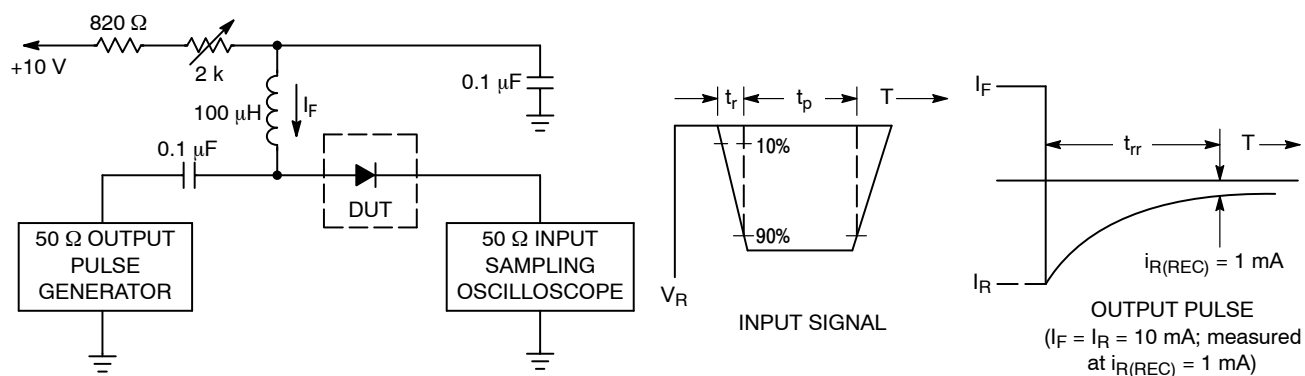 820 Ω
+10 V
2 k
100 μH
I_F
0.1 μF
0.1 μF
DUT
50 Ω OUTPUT
PULSE
GENERATOR
50 Ω INPUT
SAMPLING
OSCILLOSCOPE
t_r
t_p
T
10%
90%
V_R
INPUT SIGNAL
I_F
t_rr
T
I_R
i_R(REC) = 1 mA
OUTPUT PULSE
(I_F = I_R = 10 mA; measured
at i_R(REC) = 1 mA)